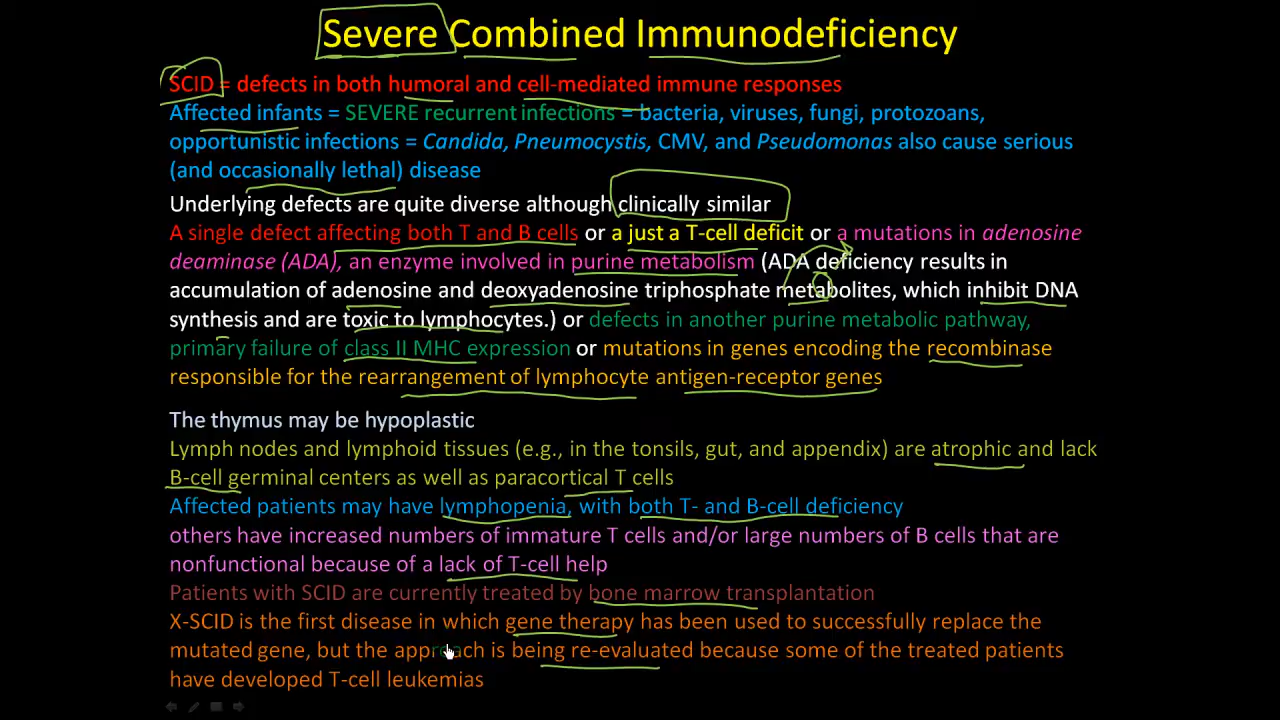 Severe Combined Immunodeficiency
SCID = defects in both humoral and cell-mediated immune responses
Affected infants = SEVERE recurrent infections = bacteria, viruses, fungi, protozoans,
opportunistic infections = Candida, Pneumocystis, CMV, and Pseudomonas also cause serious
(and occasionally lethal) disease
Underlying defects are quite diverse although clinically similar
A single defect affecting both T and B cells or a just a T-cell deficit or a mutations in adenosine
deaminase (ADA), an enzyme involved in purine metabolism (ADA deficiency results in
accumulation of adenosine and deoxyadenosine triphosphate metabolites, which inhibit DNA
synthesis and are toxic to lymphocytes.) or defects in another purine metabolic pathway,
primary failure of class II MHC expression or mutations in genes encoding the recombinase
responsible for the rearrangement of lymphocyte antigen-receptor genes
The thymus may be hypoplastic
Lymph nodes and lymphoid tissues (e.g., in the tonsils, gut, and appendix) are atrophic and lack
B-cell germinal centers as well as paracortical T cells
Affected patients may have lymphopenia, with both T- and B-cell deficiency
others have increased numbers of immature T cells and/or large numbers of B cells that are
nonfunctional because of a lack of T-cell help
Patients with SCID are currently treated by bone marrow transplantation
X-SCID is the first disease in which gene therapy has been used to successfully replace the
mutated gene, but the approach is being re-evaluated because some of the treated patients
have developed T-cell leukemias